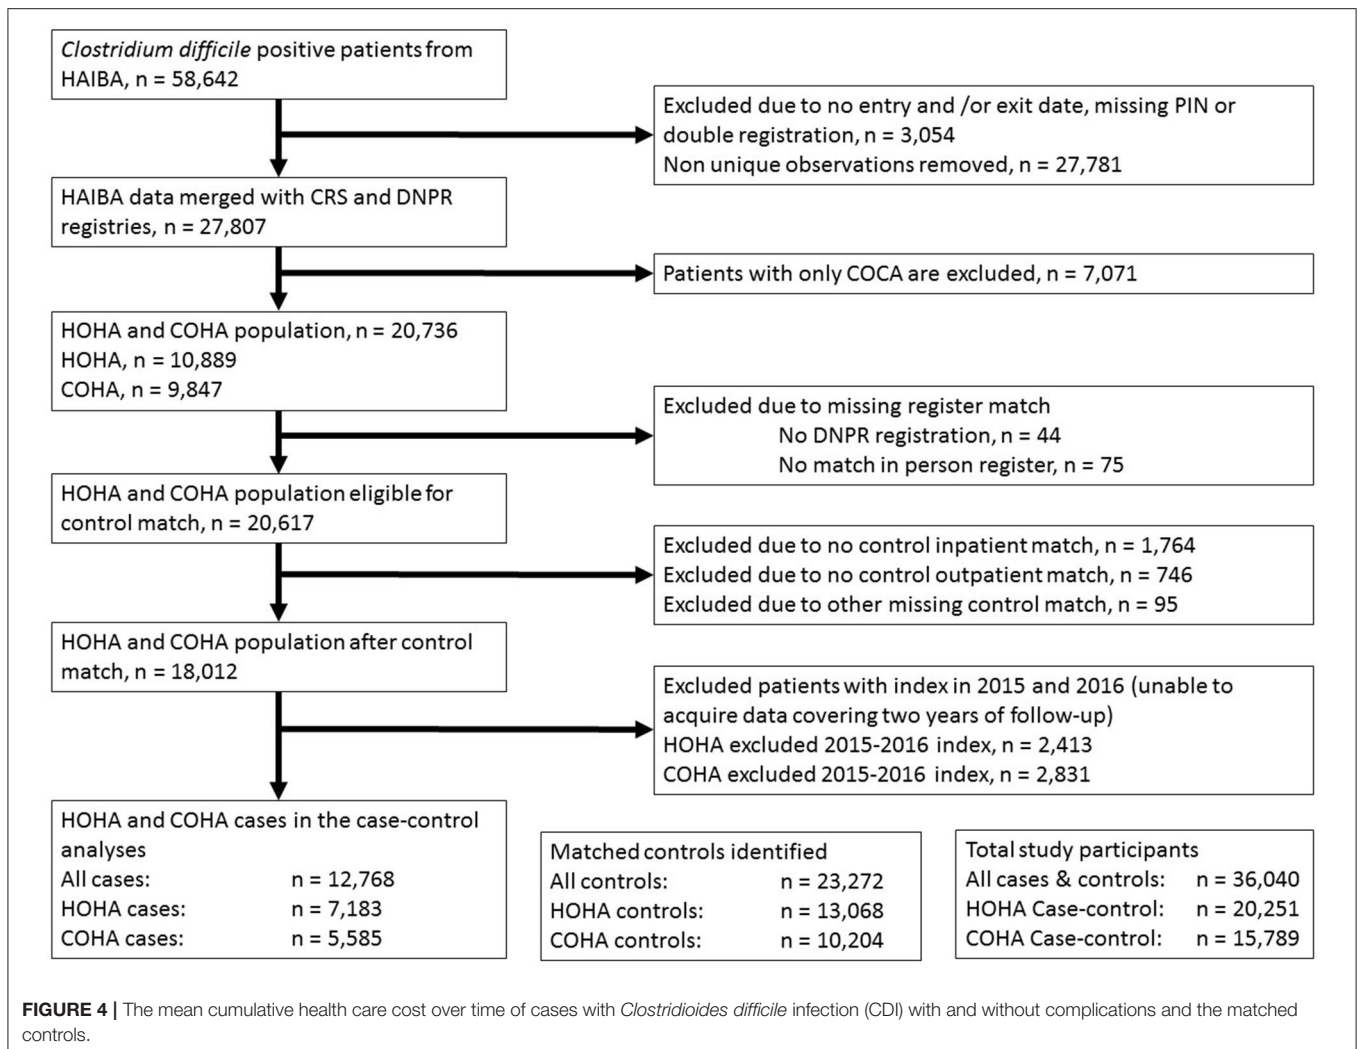 Clostridium difficile positive patients from
HAIBA, n = 58,642
Excluded due to no entry and /or exit date, missing PIN or
double registration, n = 3,054
Non unique observations removed, n = 27,781
HAIBA data merged with CRS and DNPR
registries, n = 27,807
Patients with only COCA are excluded, n = 7,071
HOHA and COHA population, n = 20,736
HOHA, n = 10,889
COHA, n = 9,847
Excluded due to missing register match
No DNPR registration, n = 44
No match in person register, n = 75
HOHA and COHA population eligible for
control match, n = 20,617
Excluded due to no control inpatient match, n = 1,764
Excluded due to no control outpatient match, n = 746
Excluded due to other missing control match, n = 95
HOHA and COHA population after control
match, n = 18,012
Excluded patients with index in 2015 and 2016 (unable to
acquire data covering two years of follow-up)
HOHA excluded 2015-2016 index, n = 2,413
COHA excluded 2015-2016 index, n = 2,831
HOHA and COHA cases in the case-control
analyses
All cases: n = 12,768
HOHA cases: n = 7,183
COHA cases: n = 5,585
Matched controls identified
All controls: n = 23,272
HOHA controls: n = 13,068
COHA controls: n = 10,204
Total study participants
All cases & controls: n = 36,040
HOHA Case-control: n = 20,251
COHA Case-control: n = 15,789
FIGURE 4 | The mean cumulative health care cost over time of cases with Clostridioides difficile infection (CDI) with and without complications and the matched
controls.